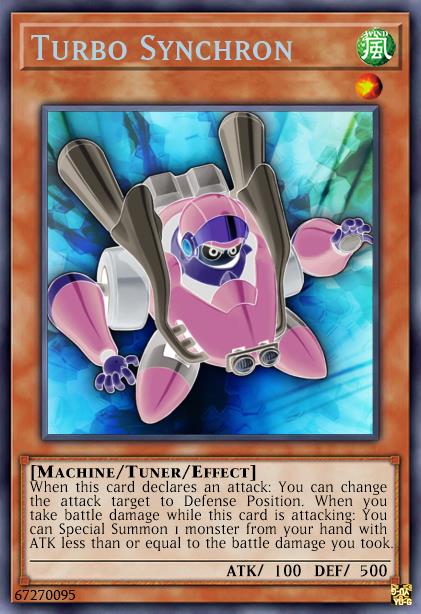 Turbo Synchron
WIND
風
[Machine/Tuner/Effect]
When this card declares an attack: You can change
the attack target to Defense Position. When you
take battle damage while this card is attacking: You
can Special Summon 1 monster from your hand with
ATK less than or equal to the battle damage you took.
ATK/ 100 DEF/ 500
67270095